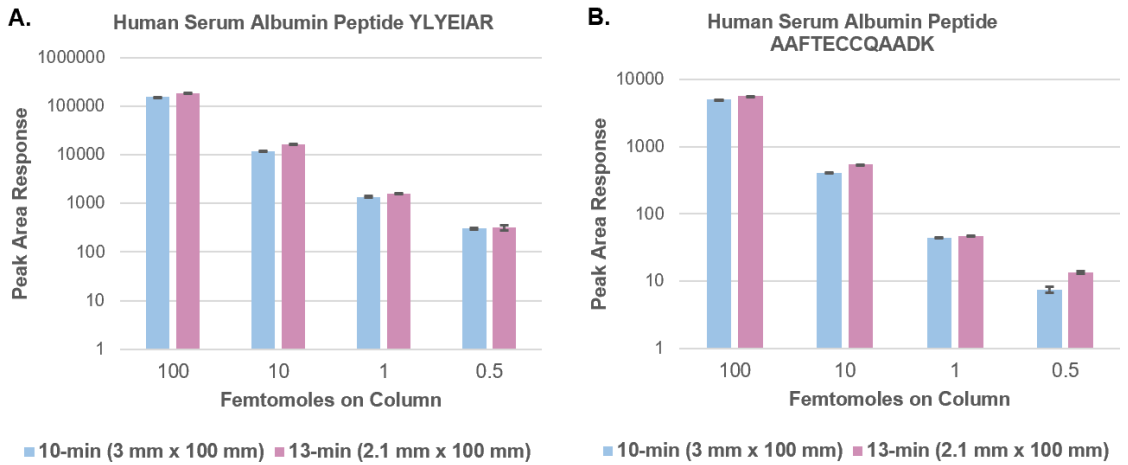 A.
Human Serum Albumin Peptide YLYEIAR
1000000
100000
10000
1000
100
10
1
Peak Area Response
100 10 1 0.5
Femtomoles on Column
10-min (3 mm x 100 mm) 13-min (2.1 mm x 100 mm)
B.
Human Serum Albumin Peptide
AAFTECCQAADK
10000
1000
100
10
1
Peak Area Response
100 10 1 0.5
Femtomoles on Column
10-min (3 mm x 100 mm) 13-min (2.1 mm x 100 mm)